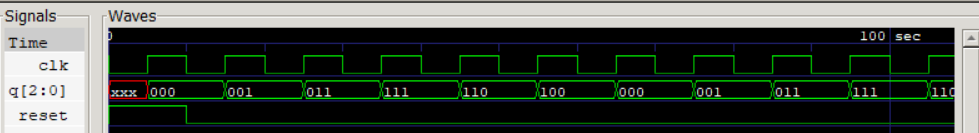 Signals Waves
Time 0 100 sec
clk
q[2:0] xxx 000 001 011 111 110 100 000 001 011 111 110
reset